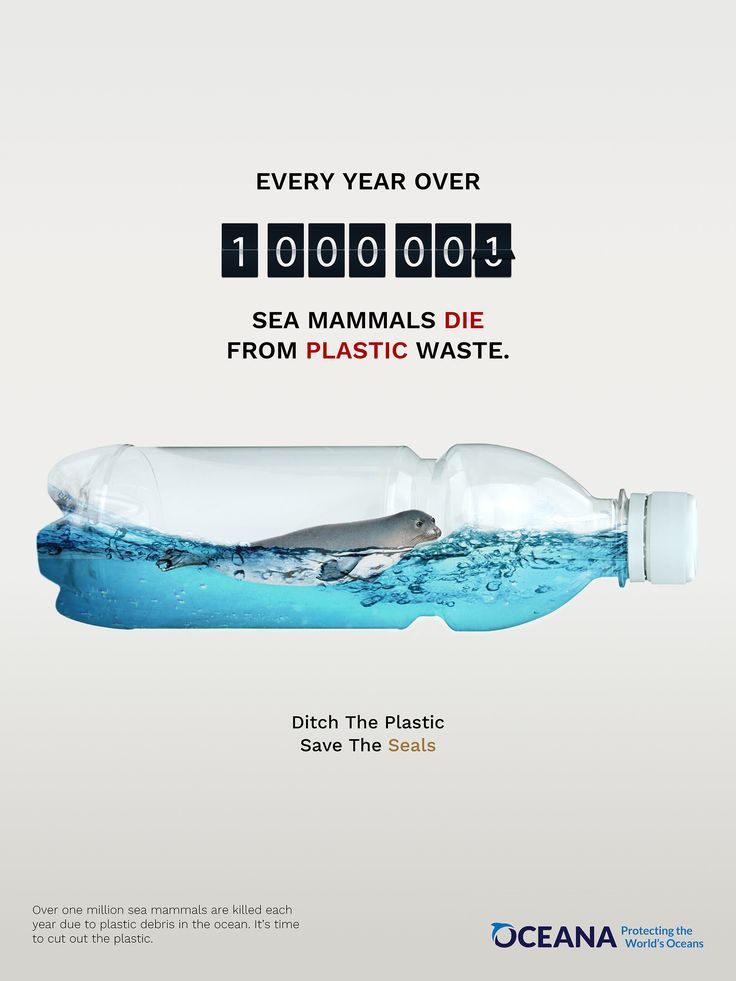 EVERY YEAR OVER
1 000 000
SEA MAMMALS DIE
FROM PLASTIC WASTE.
Ditch The Plastic
Save The Seals
Over one million sea mammals are killed each
year due to plastic debris in the ocean. It's time
to cut out the plastic.
OCEANA Protecting the
World's Oceans